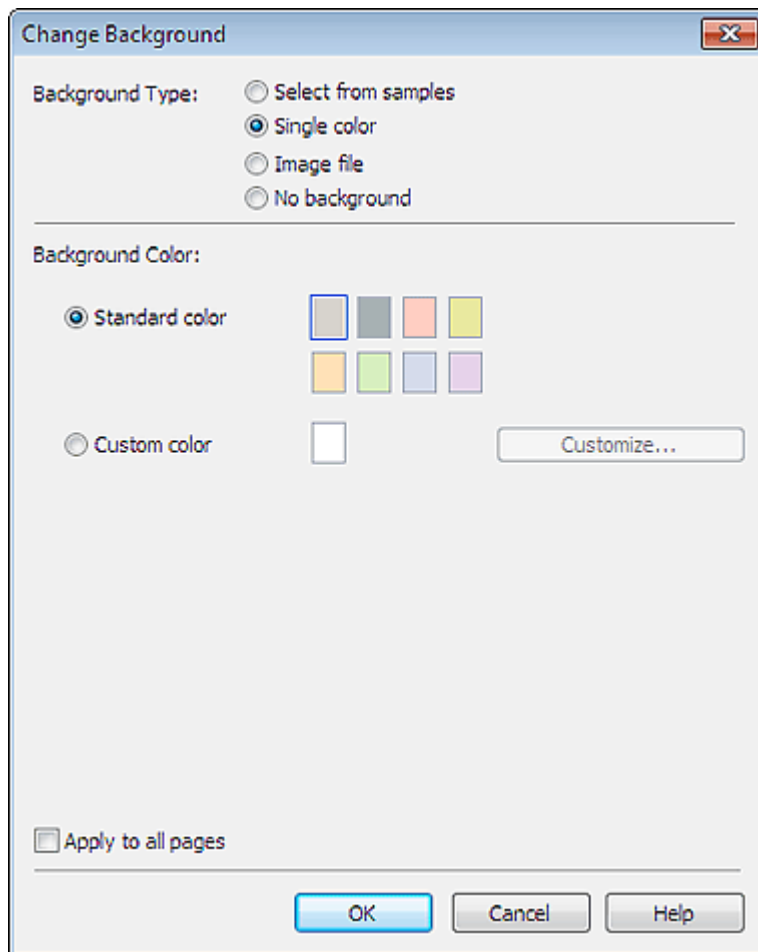 Change Background
Background Type:
Select from samples
Single color
Image file
No background
Background Color:
Standard color
Custom color
Customize...
Apply to all pages
OK
Cancel
Help